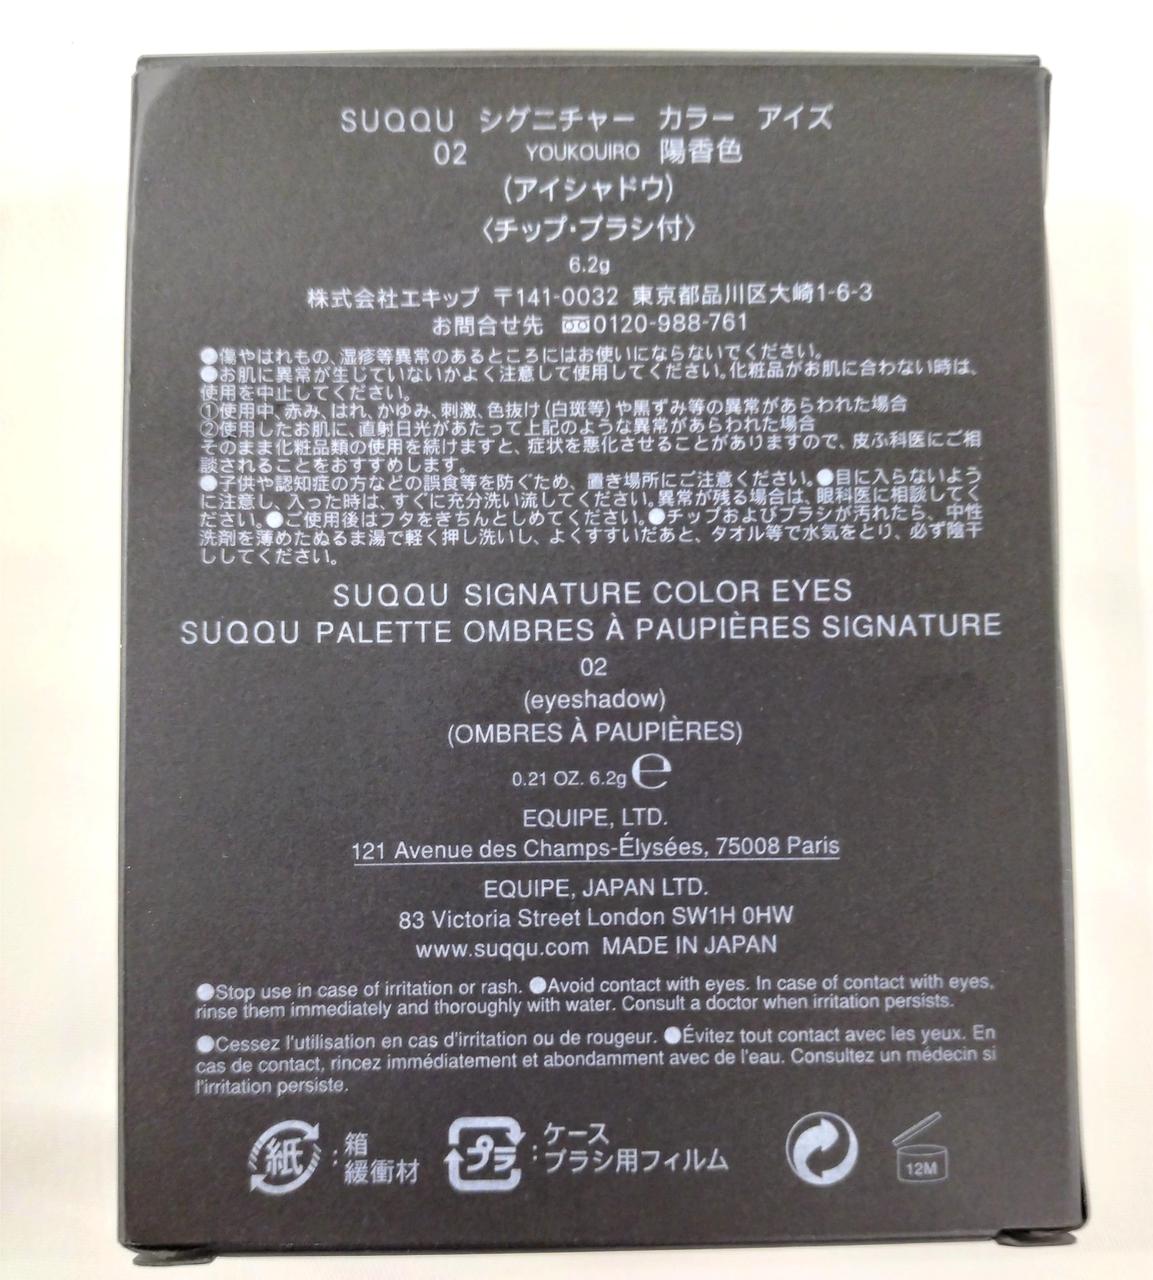 SUQQU シグニチャー カラー アイズ
02 YOUKOUIRO 陽香色
(アイシャドウ)
〈チップ・ブラシ付〉
6.2g
株式会社エキップ 〒141-0032 東京都品川区大崎1-6-3
お問合せ先 0120-988-761
●傷やはれもの、湿疹等異常のあるところにはお使いにならないでください。
●お肌に異常が生じていないかよく注意して使用してください。化粧品がお肌に合わない時は、
使用を中止してください。
①使用中、赤み、はれ、かゆみ、刺激、色抜け(白斑等)や黒ずみ等の異常があらわれた場合
②使用したお肌に、直射日光があたって上記のような異常があらわれた場合
そのまま化粧品類の使用を続けますと、症状を悪化させることがありますので、皮ふ科医にご相
談されることをおすすめします。
●子供や認知症の方などの誤食等を防ぐため、置き場所にご注意ください。●目に入らないよう
に注意し、入った時は、すぐに充分洗い流してください。異常が残る場合は、眼科医に相談してく
ださい。●ご使用後はフタをきちんとしめてください。●チップおよびブラシが汚れたら、中性
洗剤を薄めたぬるま湯で軽く押し洗いし、よくすすいだあと、タオル等で水気をとり、必ず陰干
ししてください。
SUQQU SIGNATURE COLOR EYES
SUQQU PALETTE OMBRES À PAUPIÈRES SIGNATURE
02
(eyeshadow)
(OMBRES À PAUPIÈRES)
0.21 OZ. 6.2g ℮
EQUIPE, LTD.
121 Avenue des Champs-Élysées, 75008 Paris
EQUIPE, JAPAN LTD.
83 Victoria Street London SW1H 0HW
www.suqqu.com MADE IN JAPAN
●Stop use in case of irritation or rash. ●Avoid contact with eyes. In case of contact with eyes,
rinse them immediately and thoroughly with water. Consult a doctor when irritation persists.
●Cessez l'utilisation en cas d'irritation ou de rougeur. ●Évitez tout contact avec les yeux. En
cas de contact, rincez immédiatement et abondamment avec de l'eau. Consultez un médecin si
l'irritation persiste.
紙 : 箱
緩衝材
プラ : ケース
ブラシ用フィルム
12M